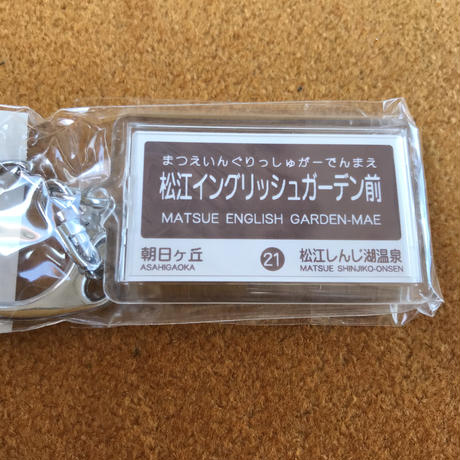 まつえいんぐりっしゅがーでんまえ
松江イングリッシュガーデン前
MATSUE ENGLISH GARDEN-MAE
朝日ヶ丘 21 松江しんじ湖温泉
ASAHIGAOKA MATSUE SHINJIKO-ONSEN